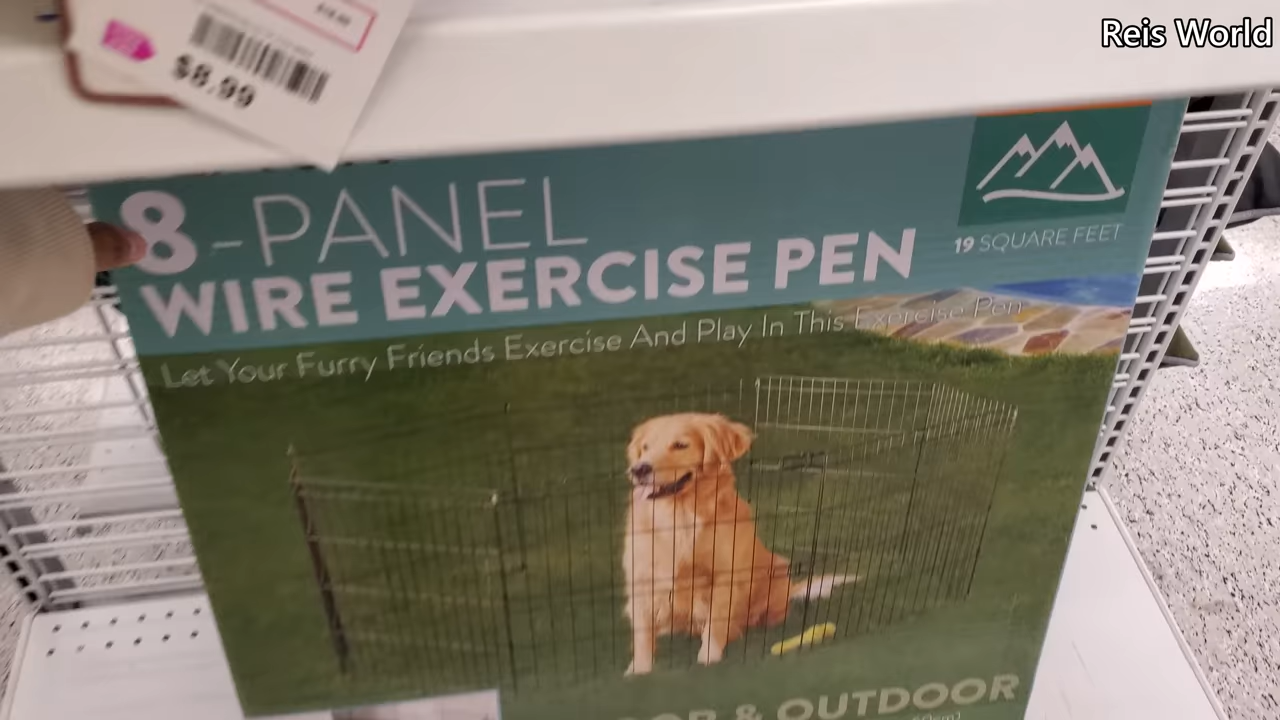 Reis World
$8.99
8-PANEL
WIRE EXERCISE PEN
19 SQUARE FEET
Let Your Furry Friends Exercise And Play In This Exercise Pen
& OUTDOOR